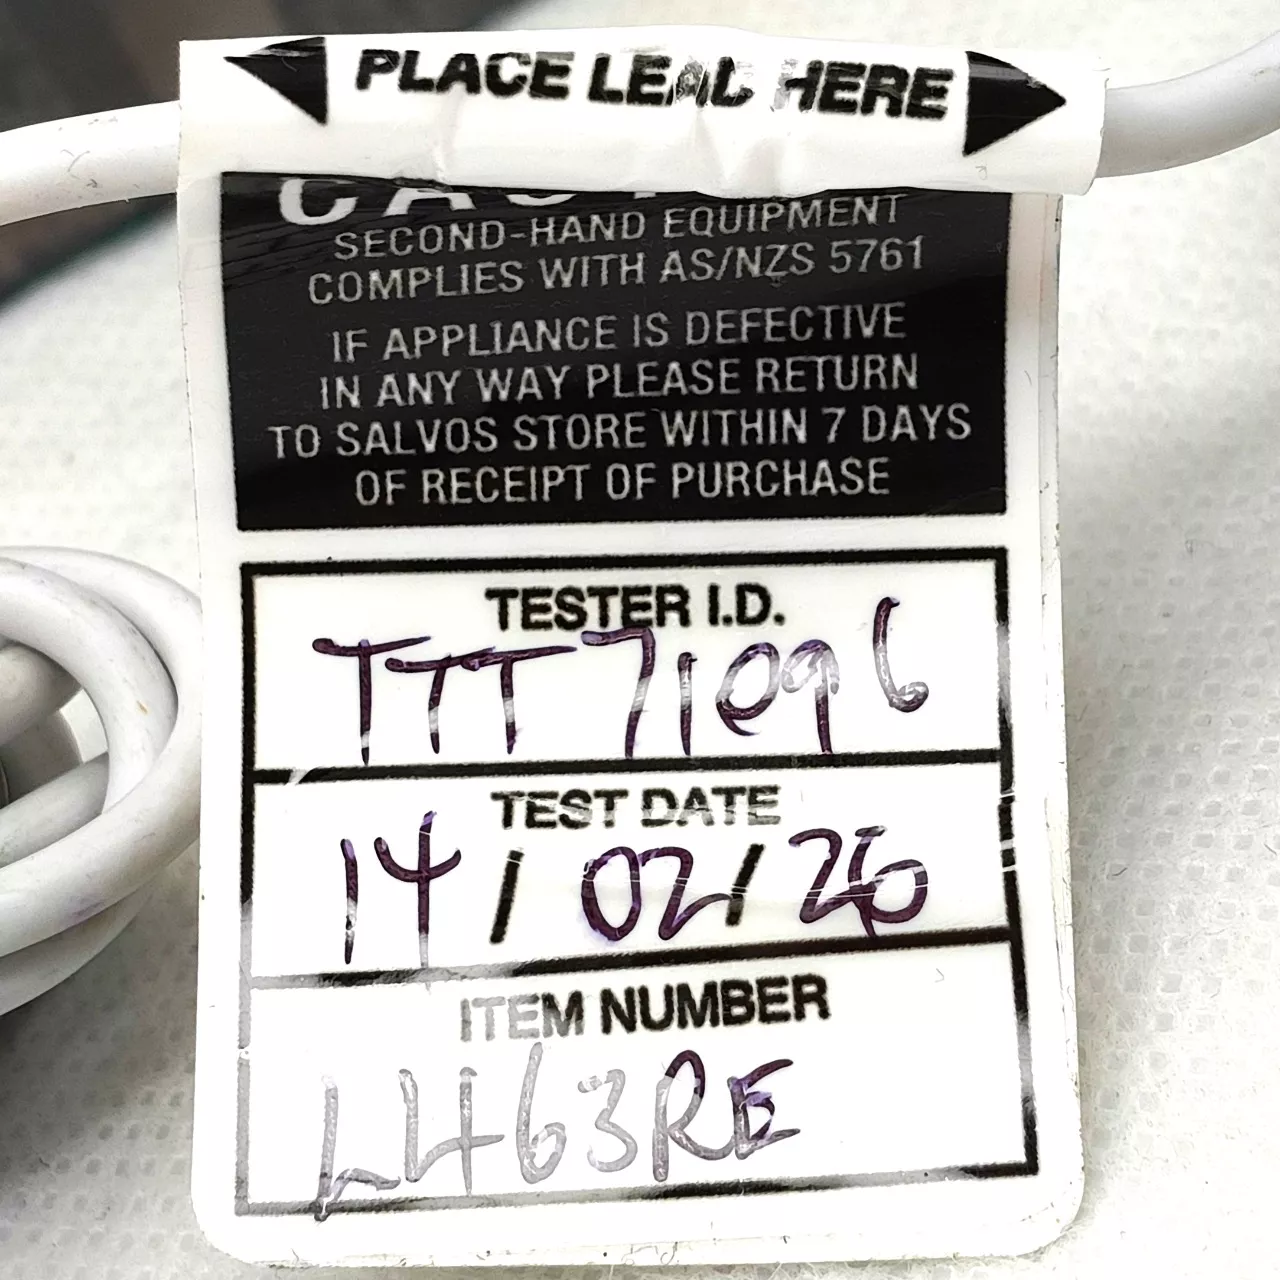 PLACE LEAD HERE
SECOND-HAND EQUIPMENT
COMPLIES WITH AS/NZS 5761
IF APPLIANCE IS DEFECTIVE
IN ANY WAY PLEASE RETURN
TO SALVOS STORE WITHIN 7 DAYS
OF RECEIPT OF PURCHASE
TESTER I.D.
TTT71096
TEST DATE
14/02/26
ITEM NUMBER
L463RE